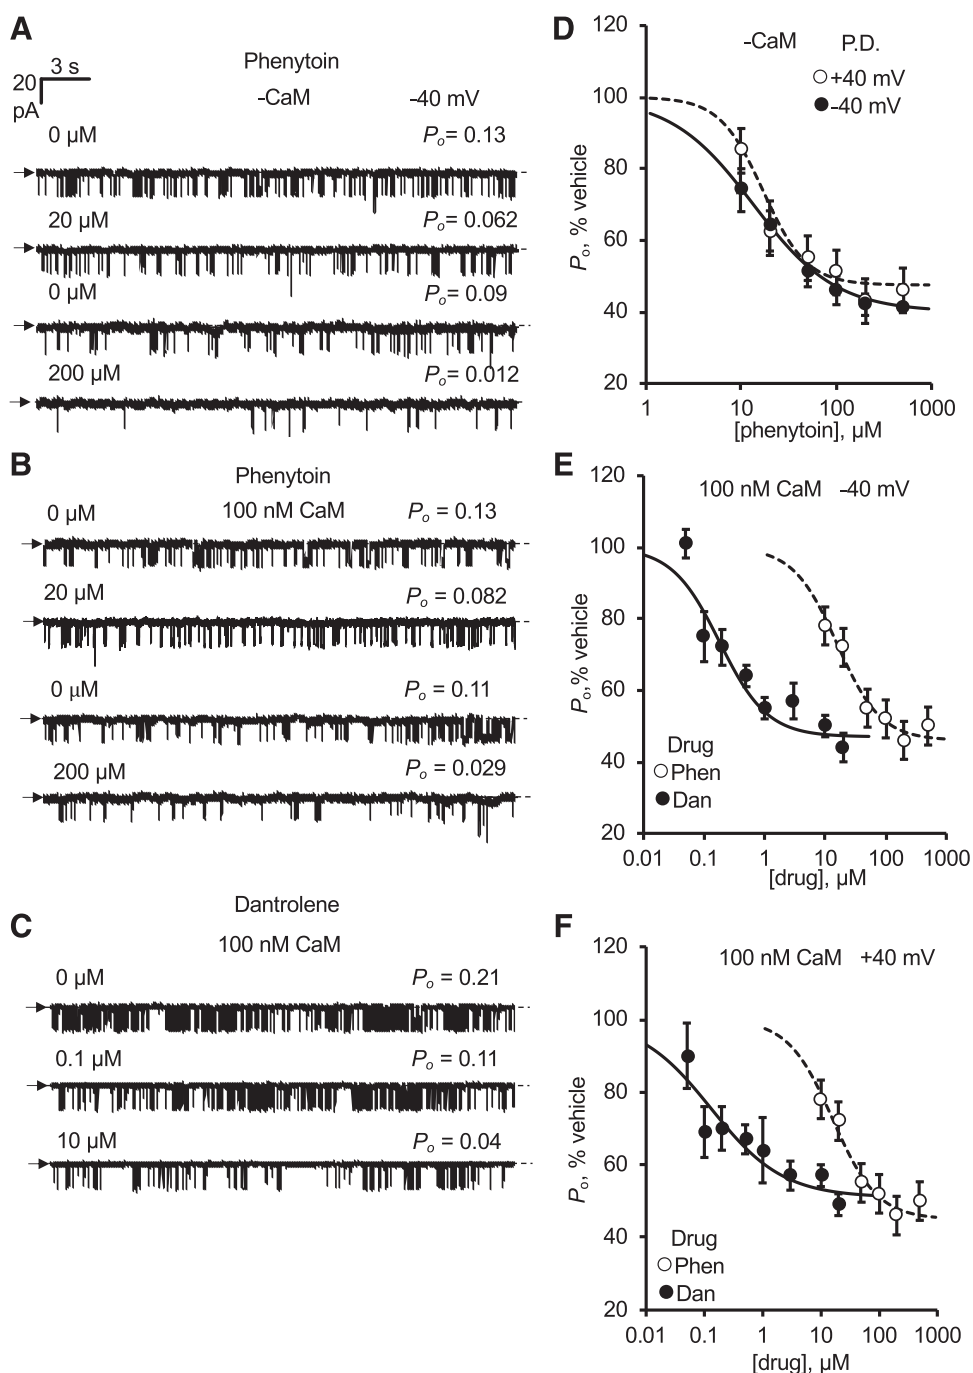 A
Phenytoin
3 s
20
pA
-CaM -40 mV
0 µM Po= 0.13
20 µM Po= 0.062
0 µM Po= 0.09
200 µM Po= 0.012
B
Phenytoin
100 nM CaM
0 µM Po = 0.13
20 µM Po = 0.082
0 µM Po = 0.11
200 µM Po = 0.029
C
Dantrolene
100 nM CaM
0 µM Po = 0.21
0.1 µM Po = 0.11
10 µM Po = 0.04
D
-CaM P.D.
+40 mV
-40 mV
Po, % vehicle
120
100
80
60
40
20
1 10 100 1000
[phenytoin], µM
E
100 nM CaM -40 mV
Po, % vehicle
120
100
80
60
40
20
Drug
Phen
Dan
0.01 0.1 1 10 100 1000
[drug], µM
F
100 nM CaM +40 mV
Po, % vehicle
120
100
80
60
40
20
Drug
Phen
Dan
0.01 0.1 1 10 100 1000
[drug], µM